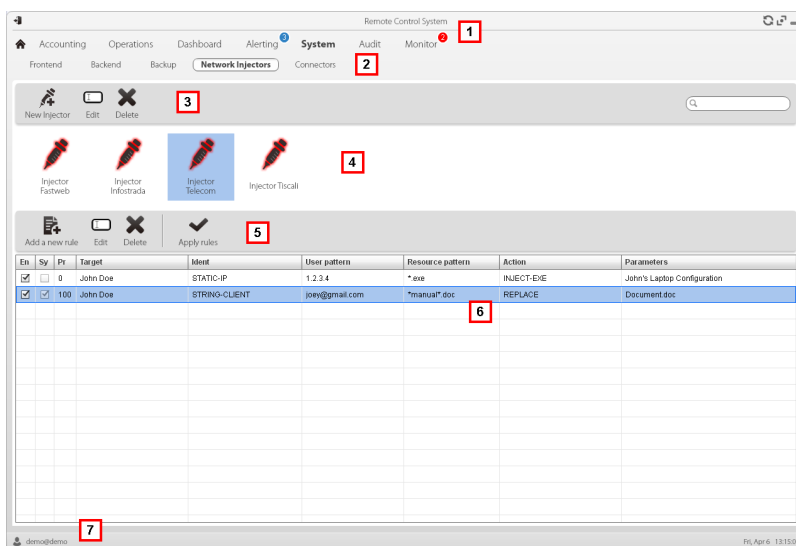 Remote Control System
1
Accounting Operations Dashboard Alerting 3 System Audit Monitor 2
Frontend Backend Backup Network Injectors Connectors
2
New Injector Edit Delete
3
Injector Fastweb
Injector Infostrada
Injector Telecom
Injector Tiscali
4
Add a new rule Edit Delete Apply rules
5
En Sy Pr Target Ident User pattern Resource pattern Action Parameters
0 John Doe STATIC-IP 1.2.3.4 *.exe INJECT-EXE John's Laptop Configuration
100 John Doe STRING-CLIENT joey@gmail.com *manual*.doc REPLACE Document.doc
6
7
demo@demo
Fri, Apr 6 13:15:0